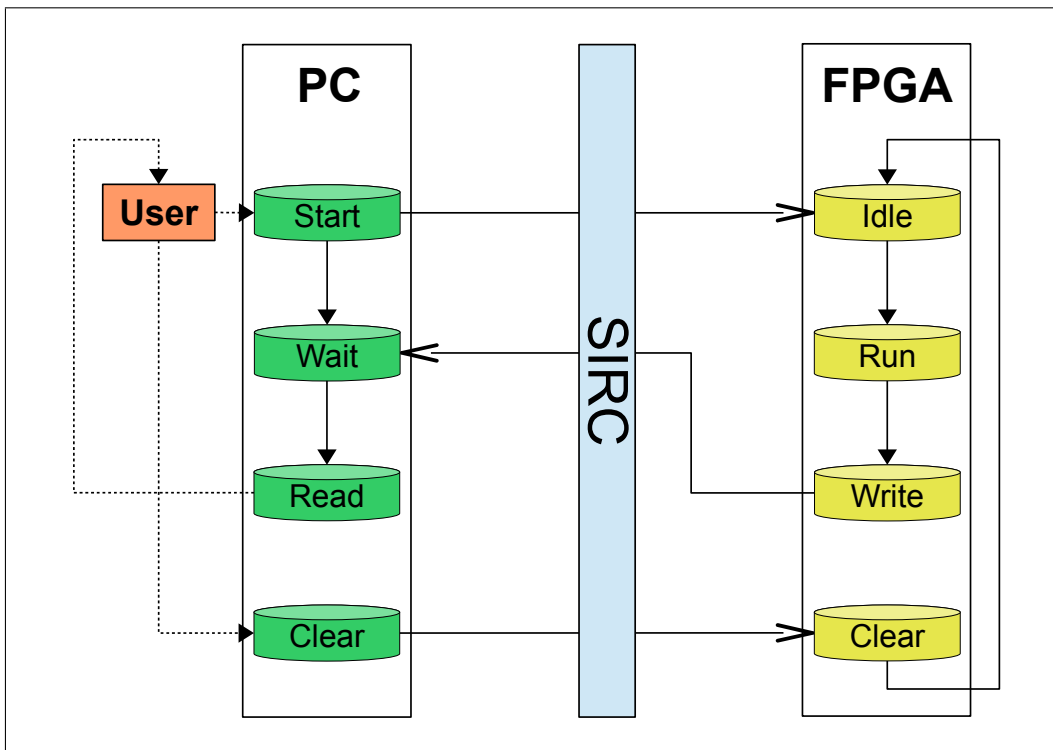 PC
FPGA
User
Start
Idle
SIRC
Wait
Run
Read
Write
Clear
Clear